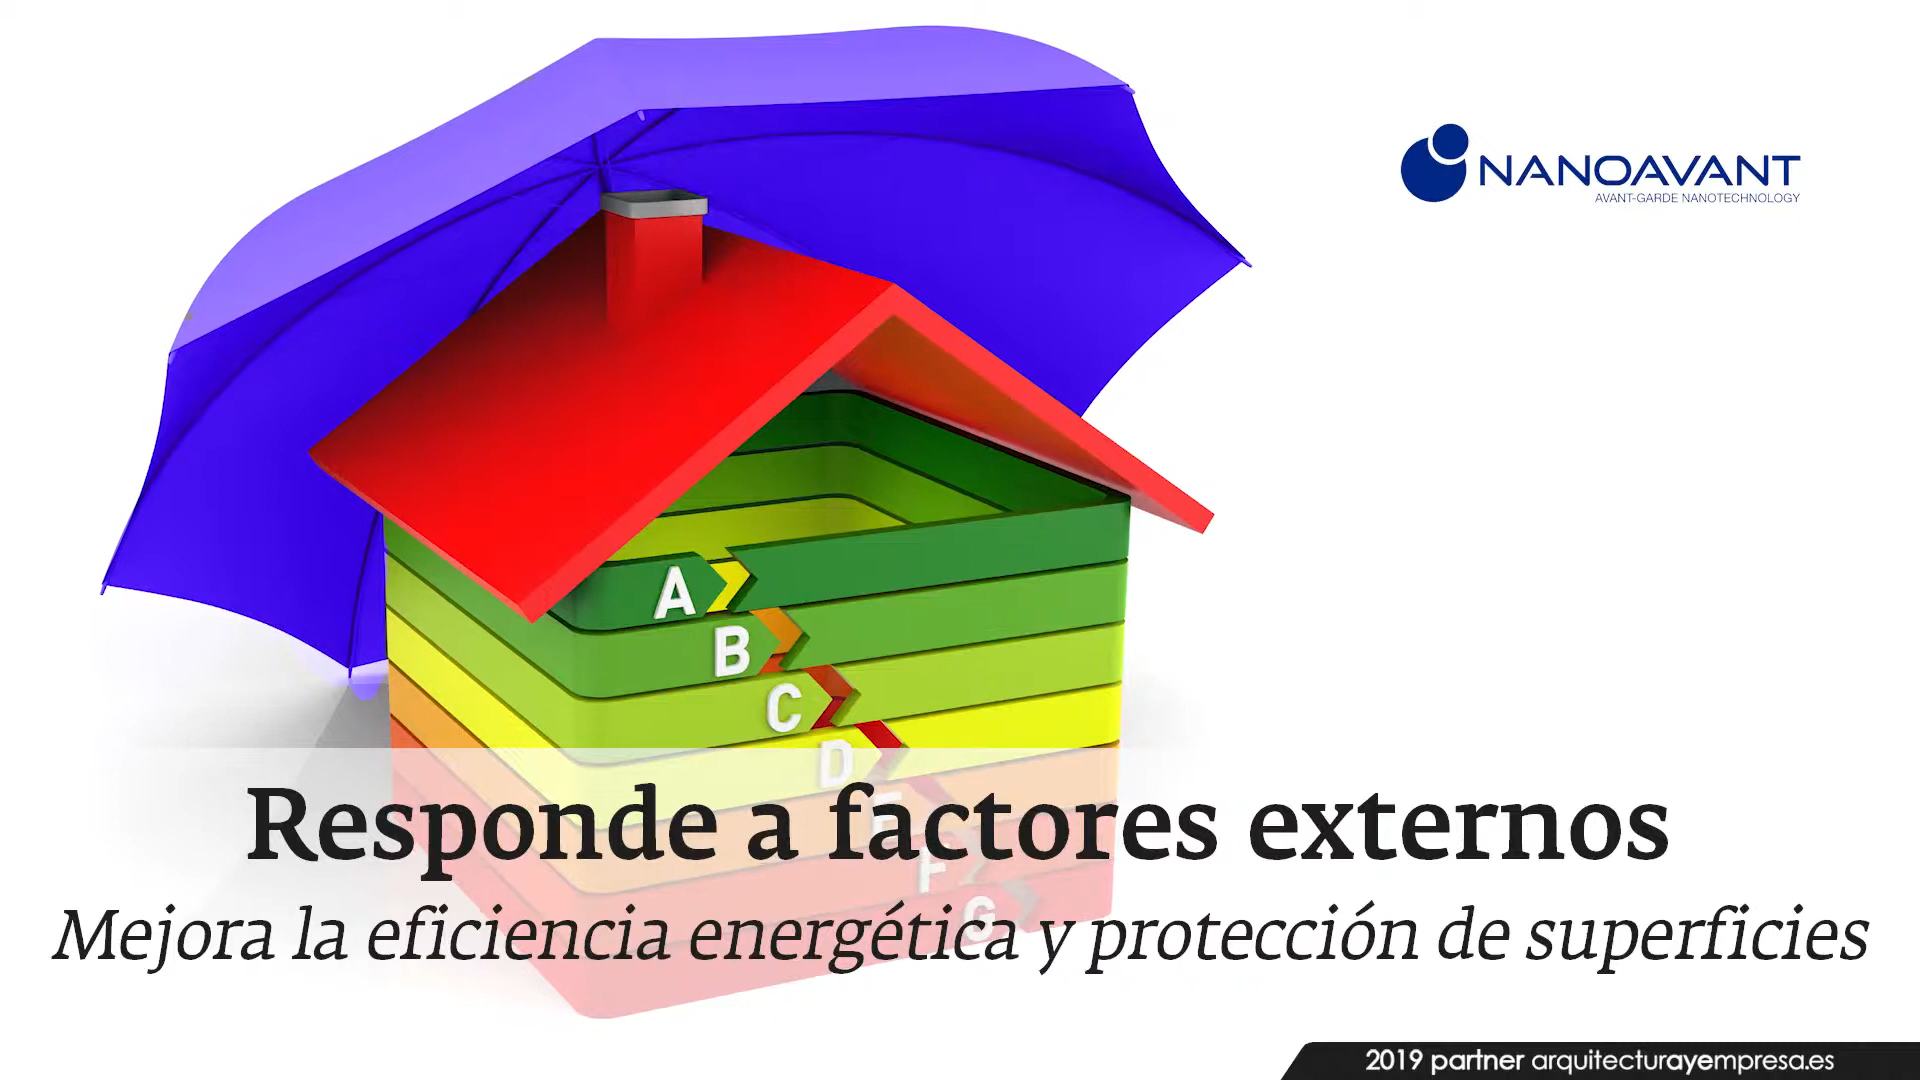 NANOAVANT
AVANT-GARDE NANOTECHNOLOGY
A
B
C
D
E
F
G
Responde a factores externos
Mejora la eficiencia energética y protección de superficies
2019 partner arquitecturayempresa.es